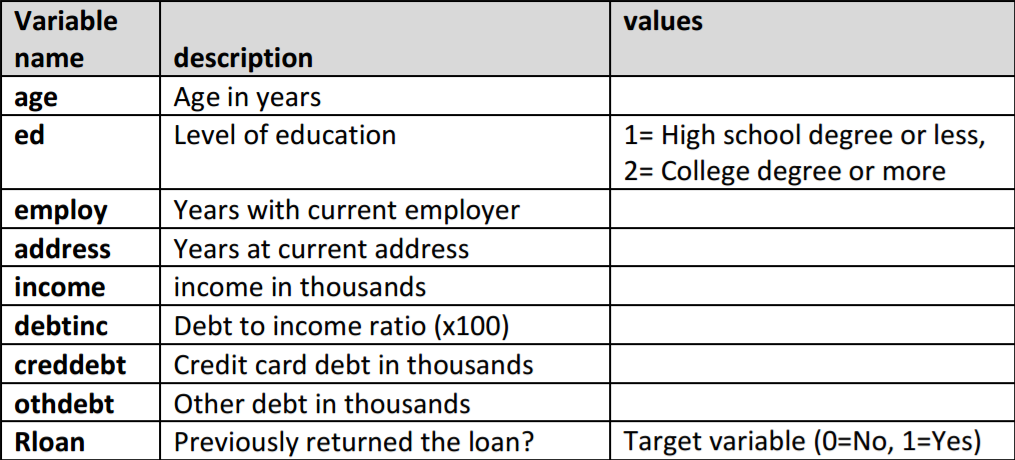 Variable name description values
age Age in years
ed Level of education 1= High school degree or less,
2= College degree or more
employ Years with current employer
address Years at current address
income income in thousands
debtinc Debt to income ratio (x100)
creddebt Credit card debt in thousands
othdebt Other debt in thousands
Rloan Previously returned the loan? Target variable (0=No, 1=Yes)